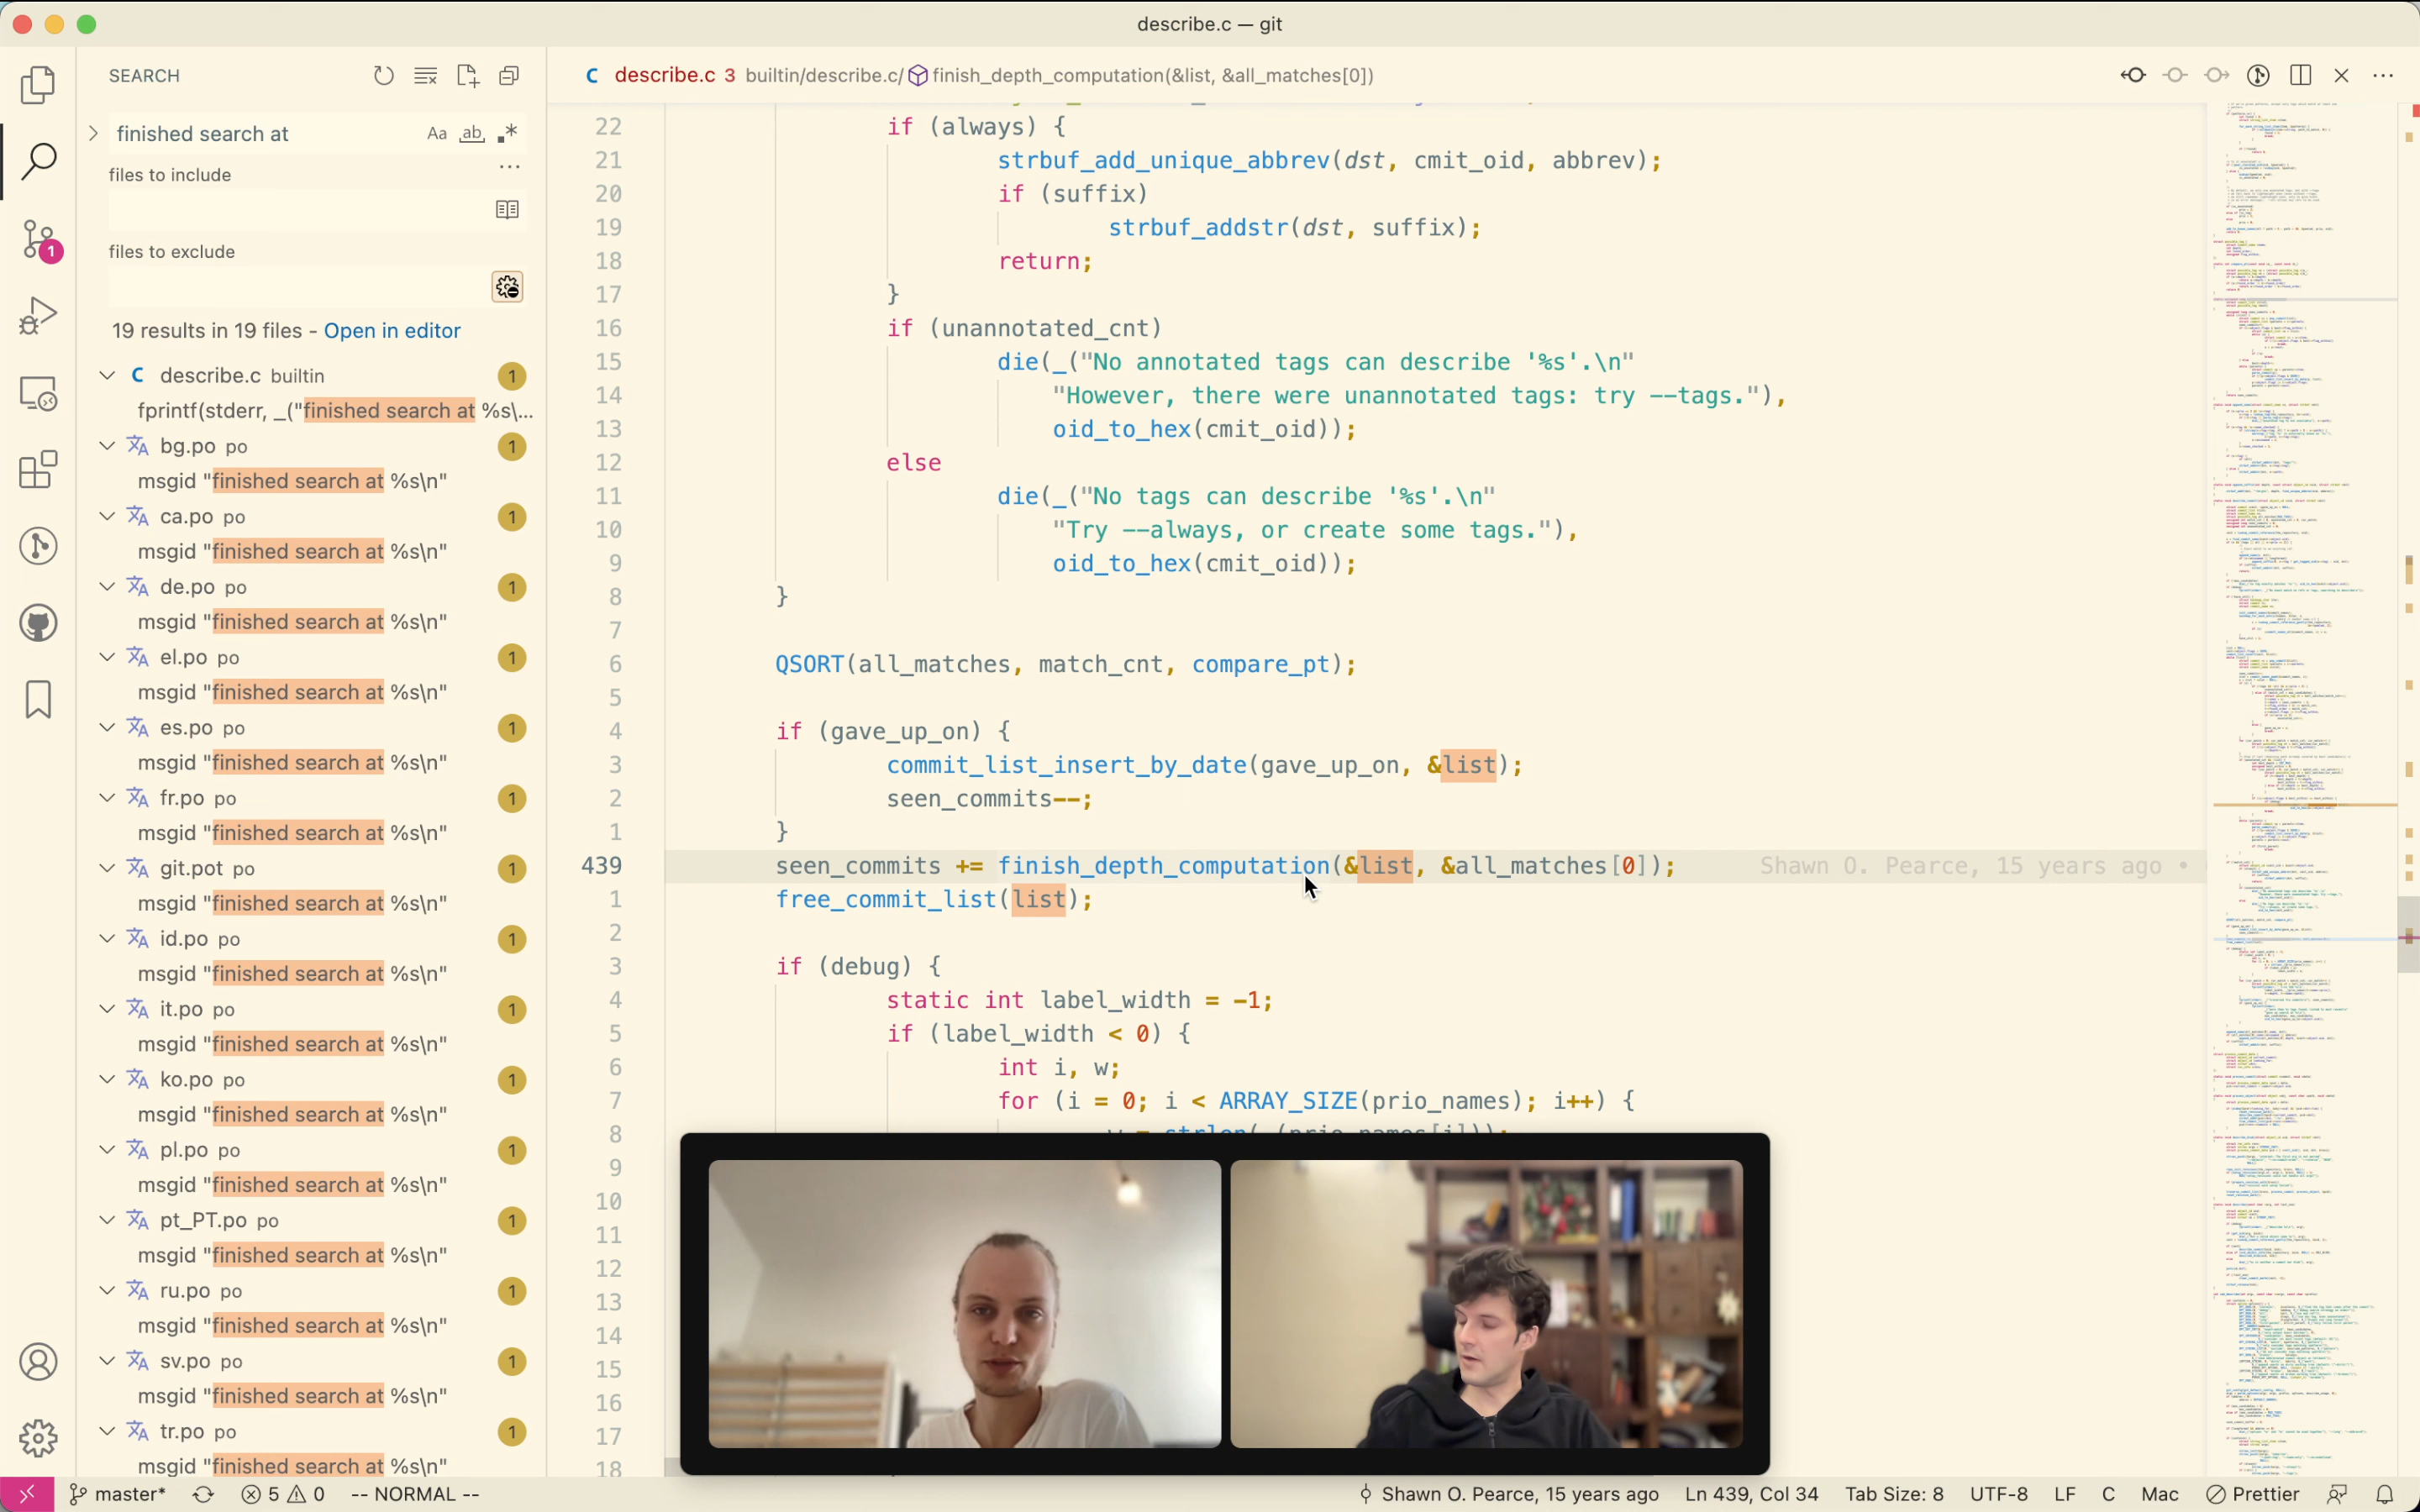 describe.c — git
SEARCH
finished search at
Aa ab
files to include
files to exclude
19 results in 19 files - Open in editor
C describe.c builtin 1
fprintf(stderr, _("finished search at %s\...
bg.po po 1
msgid "finished search at %s\n"
ca.po po 1
msgid "finished search at %s\n"
de.po po 1
msgid "finished search at %s\n"
el.po po 1
msgid "finished search at %s\n"
es.po po 1
msgid "finished search at %s\n"
fr.po po 1
msgid "finished search at %s\n"
git.pot po 1
msgid "finished search at %s\n"
id.po po 1
msgid "finished search at %s\n"
it.po po 1
msgid "finished search at %s\n"
ko.po po 1
msgid "finished search at %s\n"
pl.po po 1
msgid "finished search at %s\n"
pt_PT.po po 1
msgid "finished search at %s\n"
ru.po po 1
msgid "finished search at %s\n"
sv.po po 1
msgid "finished search at %s\n"
tr.po po 1
msgid "finished search at %s\n"
1
C describe.c 3 builtin/describe.c/ finish_depth_computation(&list, &all_matches[0])
22 if (always) {
21 strbuf_add_unique_abbrev(dst, cmit_oid, abbrev);
20 if (suffix)
19 strbuf_addstr(dst, suffix);
18 return;
17 }
16 if (unannotated_cnt)
15 die(_("No annotated tags can describe '%s'.\n"
14 "However, there were unannotated tags: try --tags."),
13 oid_to_hex(cmit_oid));
12 else
11 die(_("No tags can describe '%s'.\n"
10 "Try --always, or create some tags."),
9 oid_to_hex(cmit_oid));
8 }
7
6 QSORT(all_matches, match_cnt, compare_pt);
5
4 if (gave_up_on) {
3 commit_list_insert_by_date(gave_up_on, &list);
2 seen_commits--;
1 }
439 seen_commits += finish_depth_computation(&list, &all_matches[0]); Shawn O. Pearce, 15 years ago •
1 free_commit_list(list);
2
3 if (debug) {
4 static int label_width = -1;
5 if (label_width < 0) {
6 int i, w;
7 for (i = 0; i < ARRAY_SIZE(prio_names); i++) {
8 w = strlen(_(prio_names[i]));
9
10
11
12
13
14
15
16
17
18
master* 5 0 -- NORMAL -- Shawn O. Pearce, 15 years ago Ln 439, Col 34 Tab Size: 8 UTF-8 LF C Mac Prettier